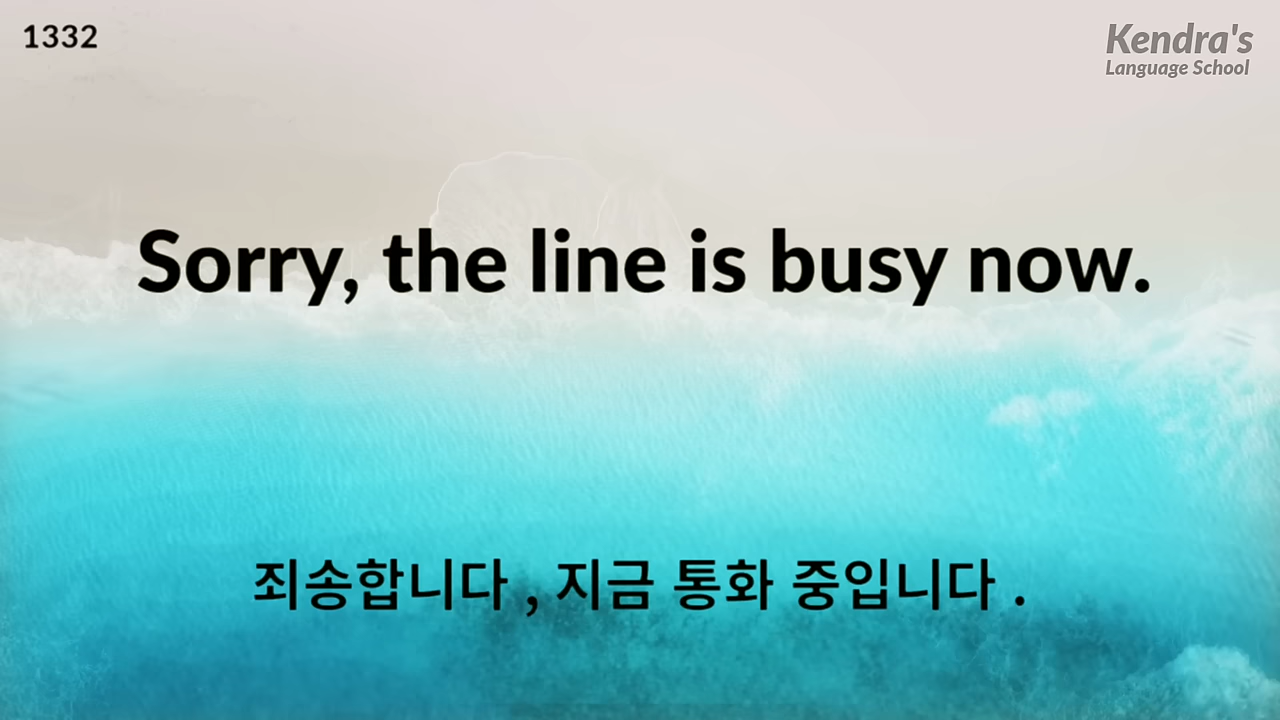 1332
Kendra's
Language School
Sorry, the line is busy now.
죄송합니다 , 지금 통화 중입니다 .